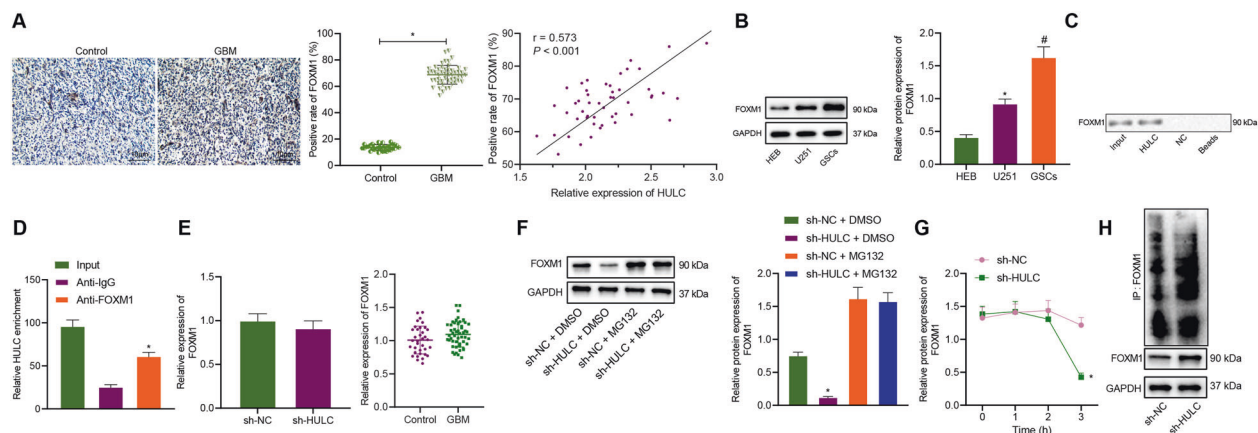 A
Control
GBM
Positive rate of FOXM1 (%)
100
80
60
40
20
0
*
Control
GBM
Positive rate of FOXM1 (%)
90
80
70
60
50
r = 0.573
P < 0.001
1.5
2.0
2.5
3.0
Relative expression of HULC
B
FOXM1
90 kDa
GAPDH
37 kDa
HEB
U251
GSCs
Relative protein expression of
FOXM1
2.0
1.5
1.0
0.5
0.0
*
#
HEB
U251
GSCs
C
FOXM1
90 kDa
Input
HULC
NC
Beads
D
Input
Anti-IgG
Anti-FOXM1
Relative HULC enrichment
100
75
50
25
0
*
E
Relative expression of
FOXM1
1.5
1.0
0.5
0.0
sh-NC
sh-HULC
Relative expression of FOXM1
2.0
1.5
1.0
0.5
0.0
Control
GBM
F
FOXM1
90 kDa
GAPDH
37 kDa
sh-NC + DMSO
sh-HULC + DMSO
sh-NC + MG132
sh-HULC + MG132
sh-NC + DMSO
sh-HULC + DMSO
sh-NC + MG132
sh-HULC + MG132
Relative protein expression of
FOXM1
2.0
1.5
1.0
0.5
0.0
*
G
sh-NC
sh-HULC
Relative protein expression of
FOXM1
2.0
1.5
1.0
0.5
0.0
*
0
1
2
3
Time (h)
H
IP : FOXM1
FOXM1
90 kDa
GAPDH
37 kDa
sh-NC
sh-HULC